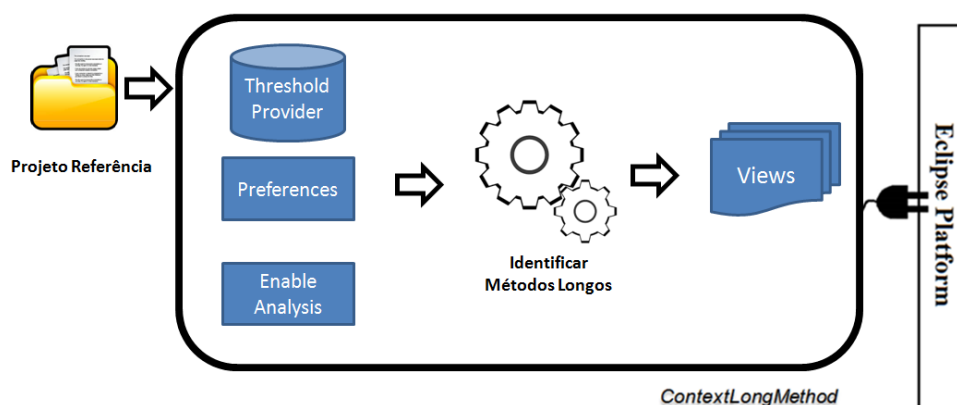 Projeto Referência
Threshold
Provider
Preferences
Enable
Analysis
Identificar
Métodos Longos
Views
ContextLongMethod
Eclipse Platform